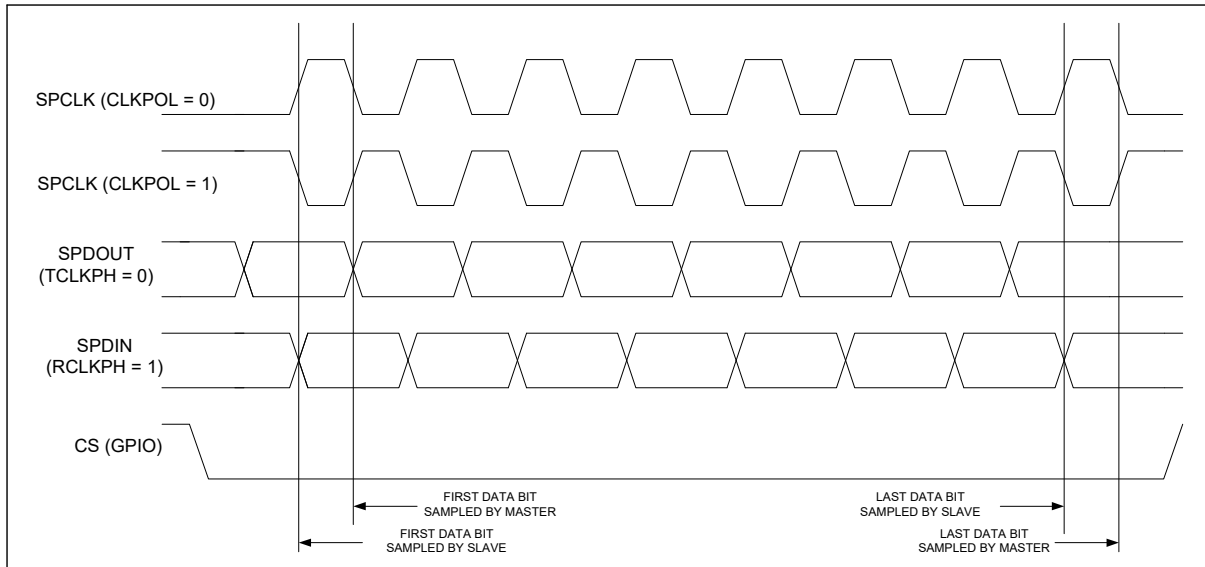 SPCLK (CLKPOL = 0)
SPCLK (CLKPOL = 1)
SPDOUT
(TCLKPH = 0)
SPDIN
(RCLKPH = 1)
CS (GPIO)
FIRST DATA BIT
SAMPLED BY MASTER
LAST DATA BIT
SAMPLED BY SLAVE
FIRST DATA BIT
SAMPLED BY SLAVE
LAST DATA BIT
SAMPLED BY MASTER